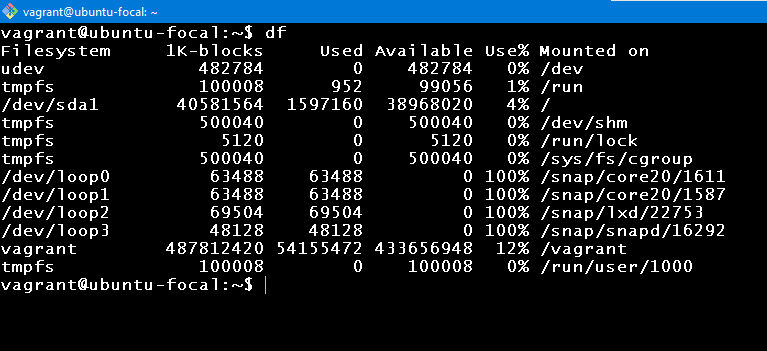 vagrant@ubuntu-focal: ~
vagrant@ubuntu-focal:~$ df
Filesystem     1K-blocks     Used Available Use% Mounted on
udev              482784        0    482784   0% /dev
tmpfs             100008      952     99056   1% /run
/dev/sda1       40581564  1597160  38968020   4% /
tmpfs             500040        0    500040   0% /dev/shm
tmpfs               5120        0      5120   0% /run/lock
tmpfs             500040        0    500040   0% /sys/fs/cgroup
/dev/loop0         63488    63488         0 100% /snap/core20/1611
/dev/loop1         63488    63488         0 100% /snap/core20/1587
/dev/loop2         69504    69504         0 100% /snap/lxd/22753
/dev/loop3         48128    48128         0 100% /snap/snapd/16292
vagrant        487812420 54155472 433656948  12% /vagrant
tmpfs             100008        0    100008   0% /run/user/1000
vagrant@ubuntu-focal:~$